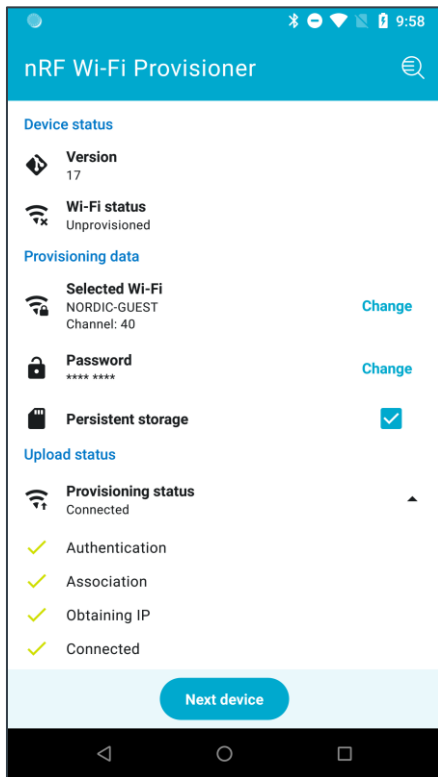 9:58
nRF Wi-Fi Provisioner
Device status
Version
17
Wi-Fi status
Unprovisioned
Provisioning data
Selected Wi-Fi
NORDIC-GUEST
Channel: 40
Change
Password
**** ****
Change
Persistent storage
Upload status
Provisioning status
Connected
Authentication
Association
Obtaining IP
Connected
Next device